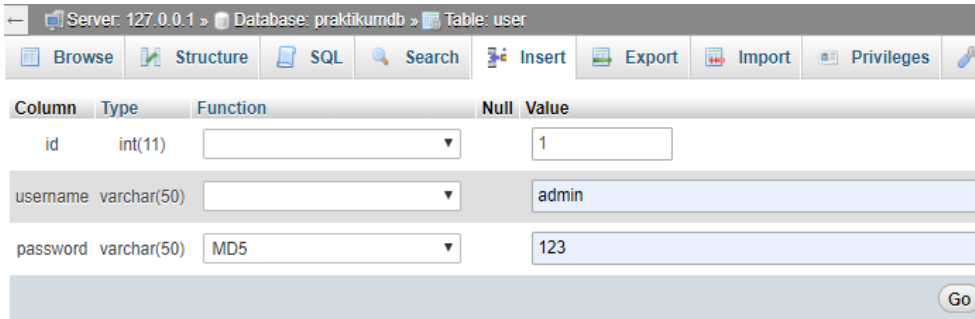 ← Server: 127.0.0.1 » Database: praktikumdb » Table: user
Browse Structure SQL Search Insert Export Import Privileges
Column Type Function Null Value
id int(11) 1
username varchar(50) admin
password varchar(50) MD5 123
Go